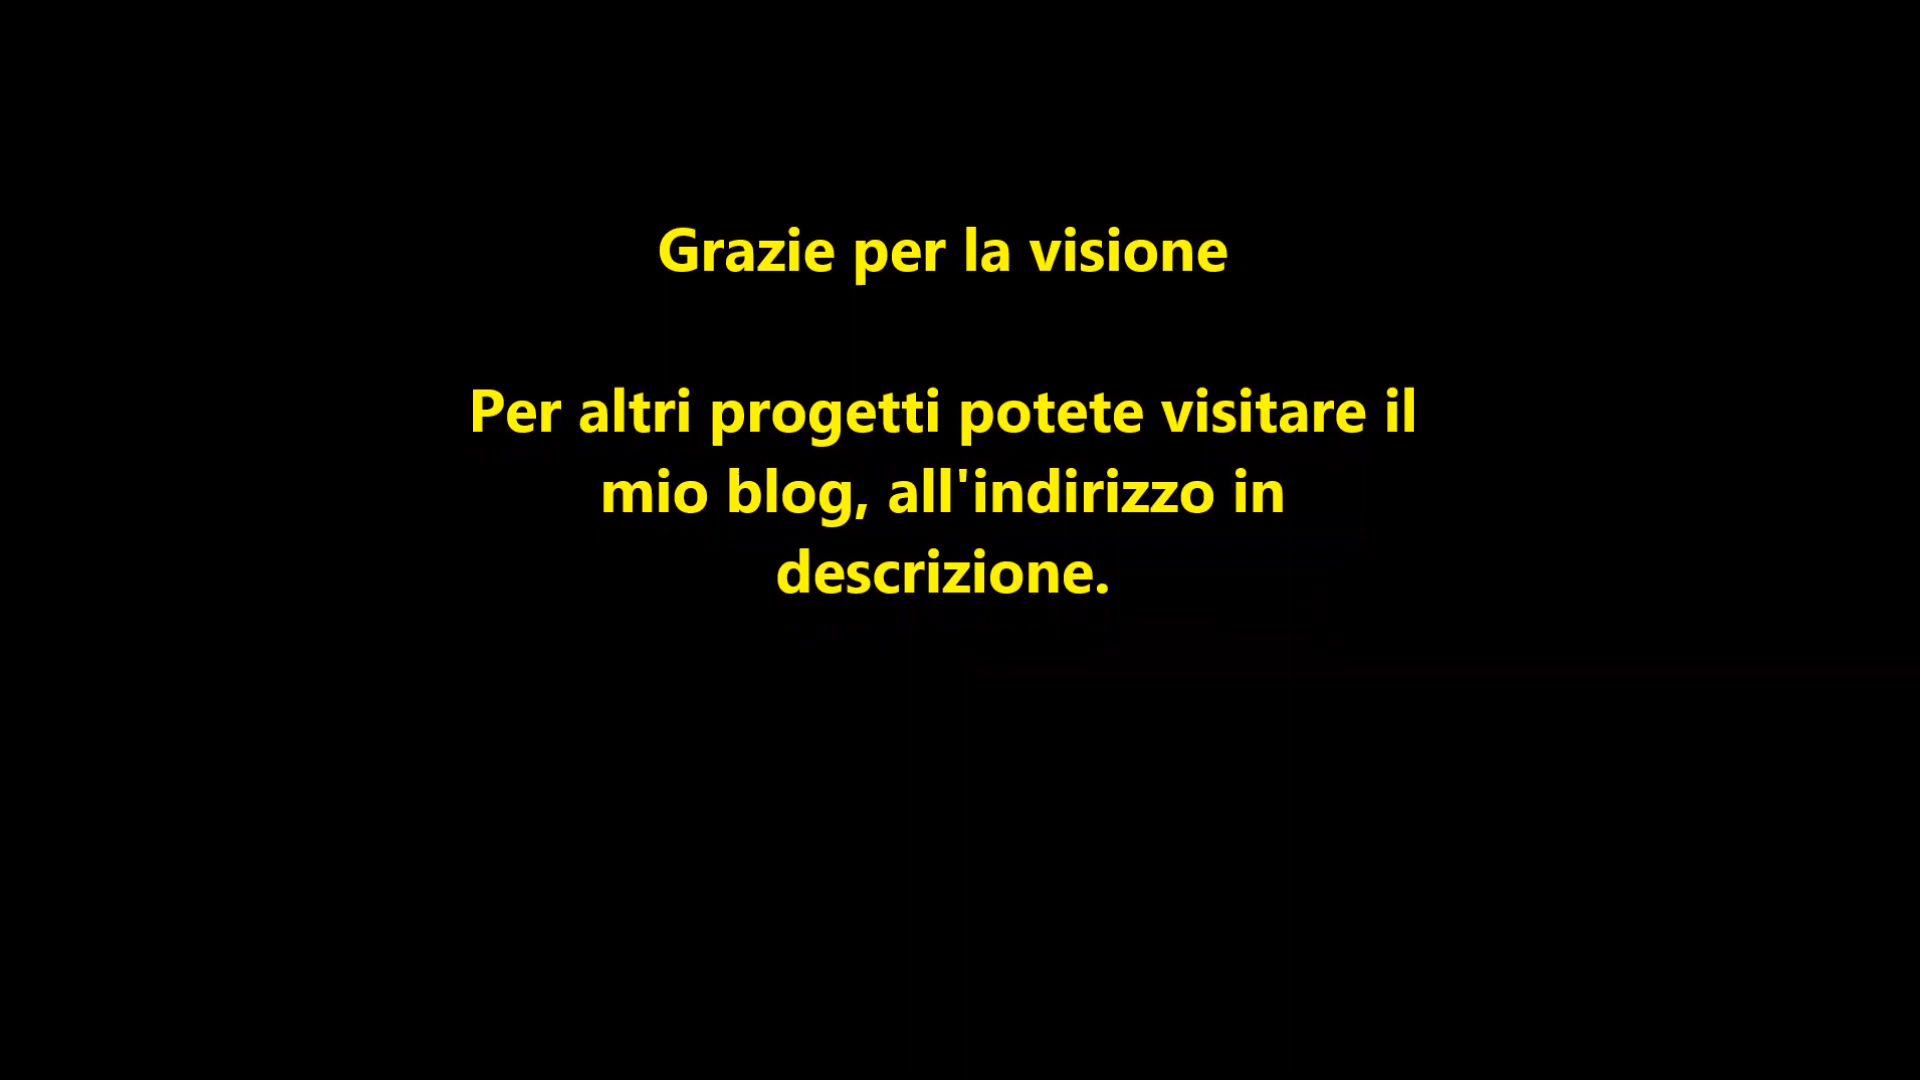 Grazie per la visione
Per altri progetti potete visitare il
mio blog, all'indirizzo in
descrizione.